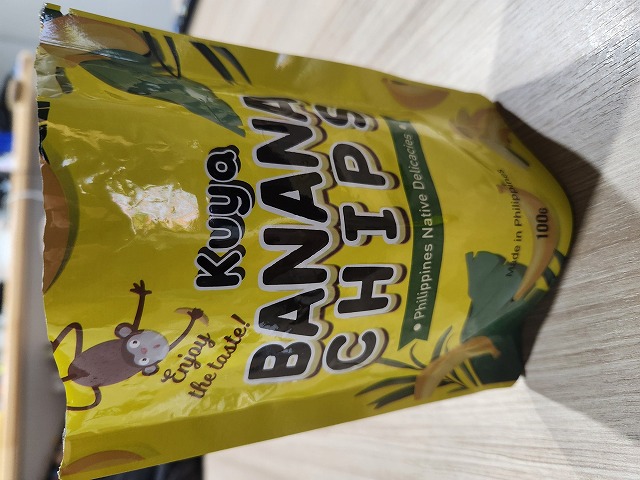 Enjoy
the taste!
Kuya
BANANA
CHIPS
• Philippines Native Delicacies •
Made in Philippines
100g